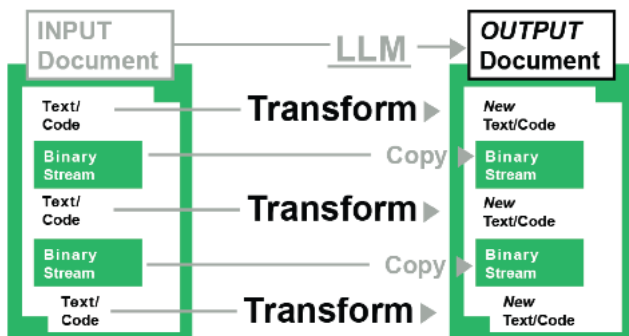 INPUT
Document
LLM
OUTPUT
Document
Text/
Code
Transform
New
Text/Code
Binary
Stream
Copy
Binary
Stream
Text/
Code
Transform
New
Text/Code
Binary
Stream
Copy
Binary
Stream
Text/
Code
Transform
New
Text/Code